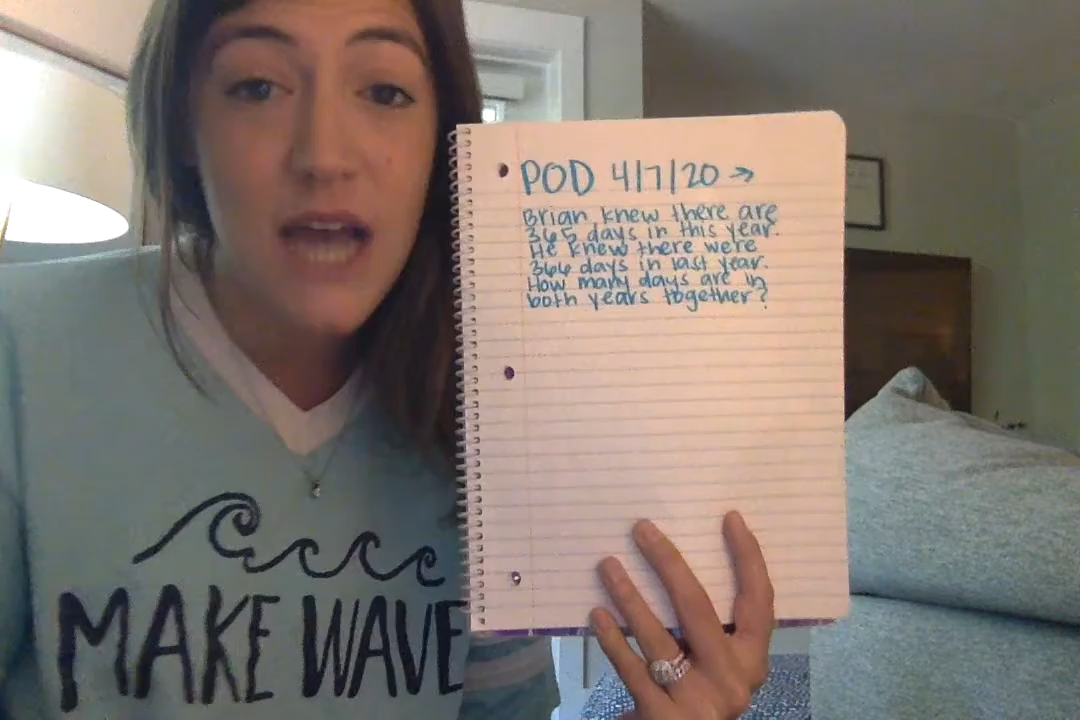 POD 4/7/20 →
Brian knew there are
365 days in this year.
He knew there were
366 days in last year.
How many days are in
both years together?
MAKE WAVE